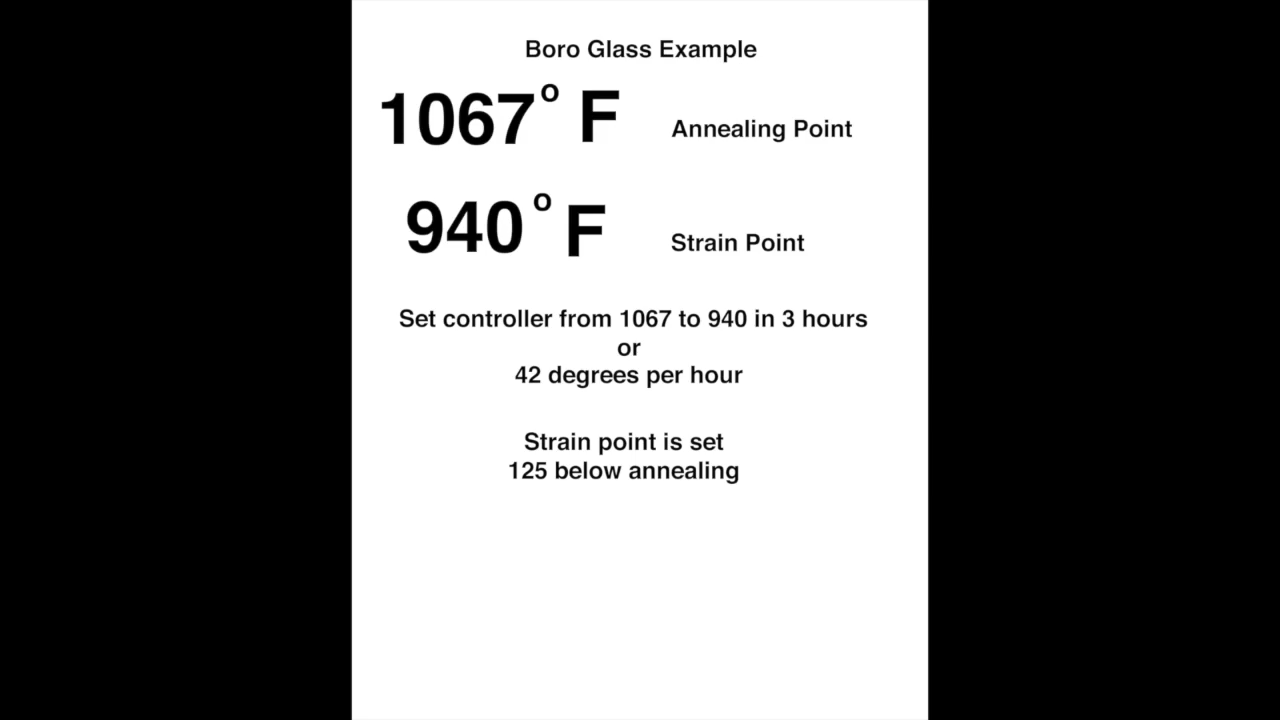 Boro Glass Example
1067° F Annealing Point
940° F Strain Point
Set controller from 1067 to 940 in 3 hours
or
42 degrees per hour
Strain point is set
125 below annealing